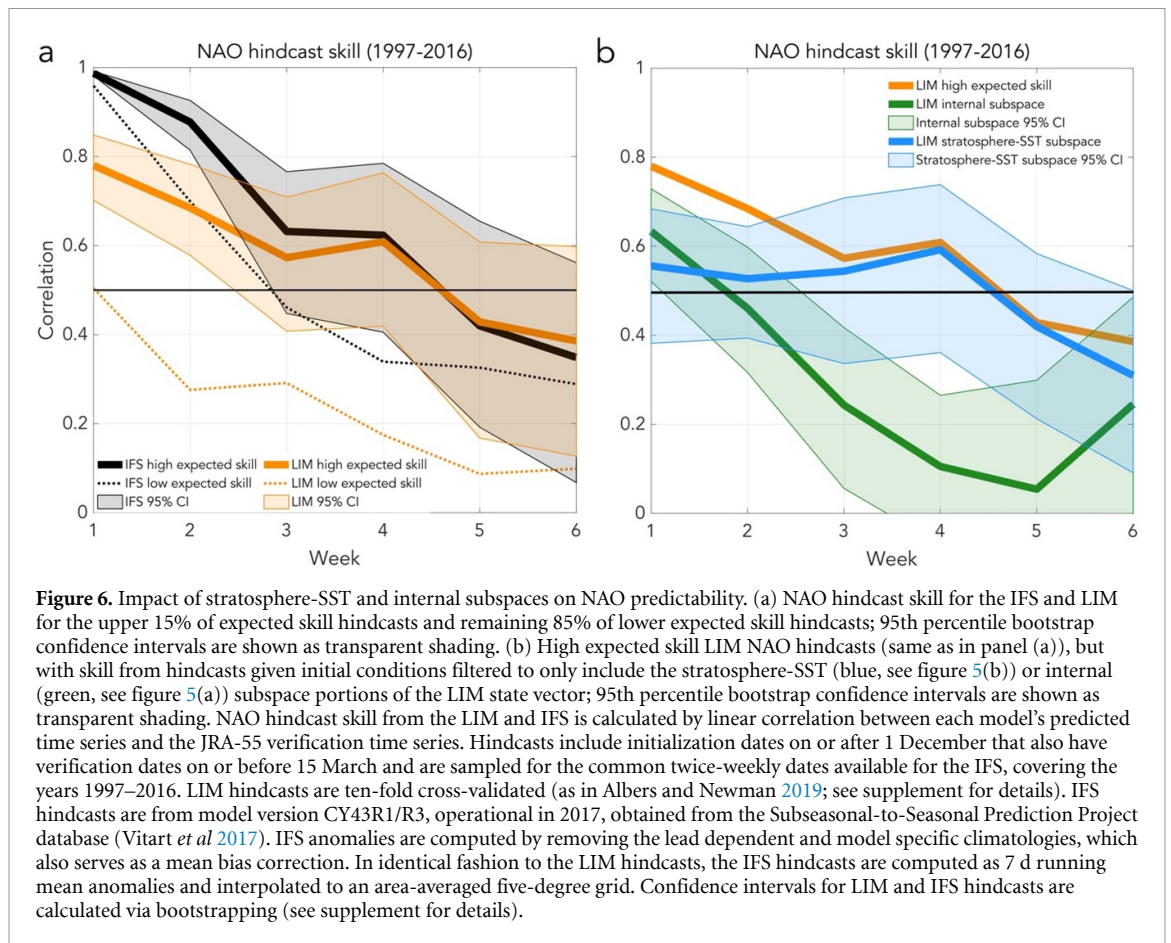 a
NAO hindcast skill (1997-2016)
1
0.8
0.6
0.4
0.2
0
Correlation
IFS high expected skill
IFS low expected skill
IFS 95% CI
LIM high expected skill
LIM low expected skill
LIM 95% CI
1 2 3 4 5 6
Week
b
NAO hindcast skill (1997-2016)
1
0.8
0.6
0.4
0.2
0
LIM high expected skill
LIM internal subspace
Internal subspace 95% CI
LIM stratosphere-SST subspace
Stratosphere-SST subspace 95% CI
1 2 3 4 5 6
Week
Figure 6. Impact of stratosphere-SST and internal subspaces on NAO predictability. (a) NAO hindcast skill for the IFS and LIM
for the upper 15% of expected skill hindcasts and remaining 85% of lower expected skill hindcasts; 95th percentile bootstrap
confidence intervals are shown as transparent shading. (b) High expected skill LIM NAO hindcasts (same as in panel (a)), but
with skill from hindcasts given initial conditions filtered to only include the stratosphere-SST (blue, see figure 5(b)) or internal
(green, see figure 5(a)) subspace portions of the LIM state vector; 95th percentile bootstrap confidence intervals are shown as
transparent shading. NAO hindcast skill from the LIM and IFS is calculated by linear correlation between each model's predicted
time series and the JRA-55 verification time series. Hindcasts include initialization dates on or after 1 December that also have
verification dates on or before 15 March and are sampled for the common twice-weekly dates available for the IFS, covering the
years 1997–2016. LIM hindcasts are ten-fold cross-validated (as in Albers and Newman 2019; see supplement for details). IFS
hindcasts are from model version CY43R1/R3, operational in 2017, obtained from the Subseasonal-to-Seasonal Prediction Project
database (Vitart et al 2017). IFS anomalies are computed by removing the lead dependent and model specific climatologies, which
also serves as a mean bias correction. In identical fashion to the LIM hindcasts, the IFS hindcasts are computed as 7 d running
mean anomalies and interpolated to an area-averaged five-degree grid. Confidence intervals for LIM and IFS hindcasts are
calculated via bootstrapping (see supplement for details).